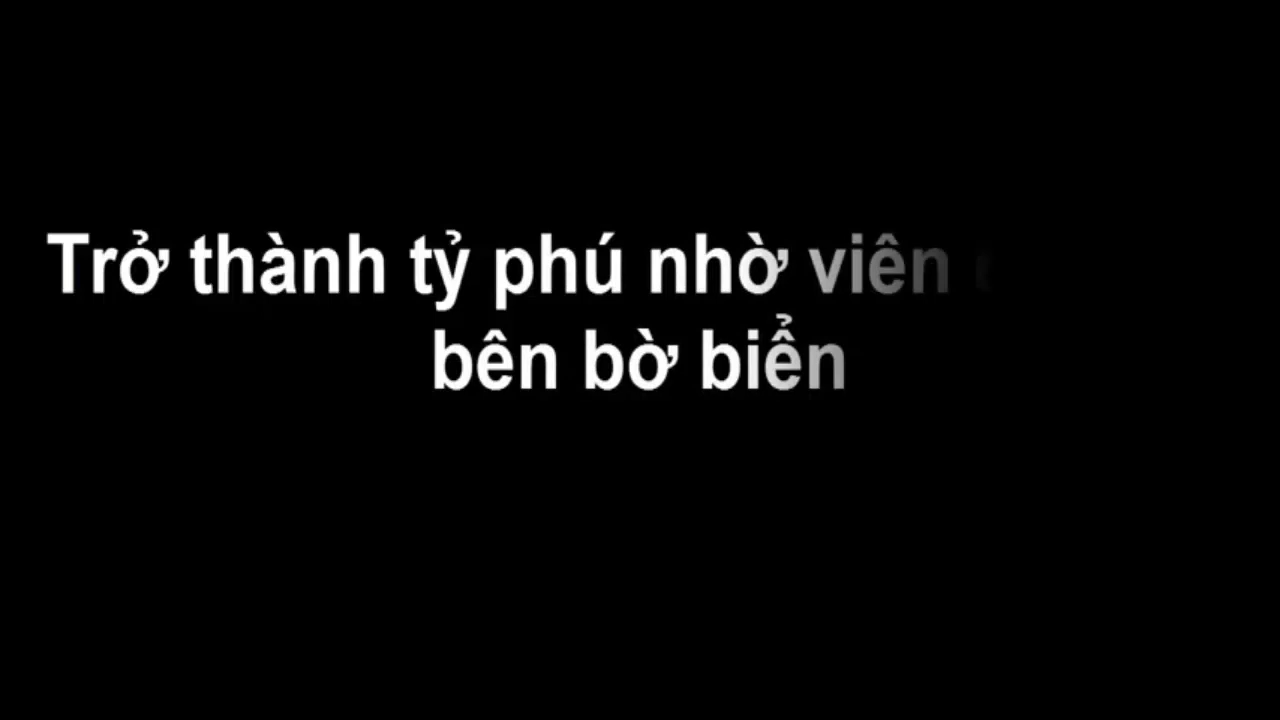 Trở thành tỷ phú nhờ viên
bên bờ biển